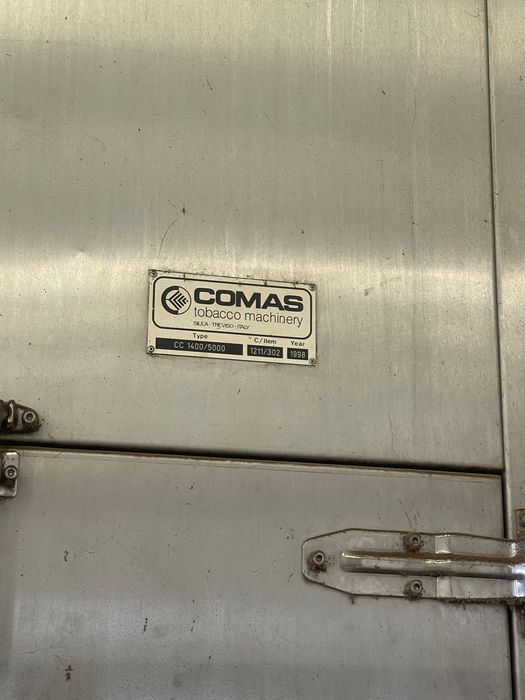 COMAS
tobacco machinery
SILEA - TREVISO - ITALY
Type C/Item Year
CC 1400/5000 1211/302 1998